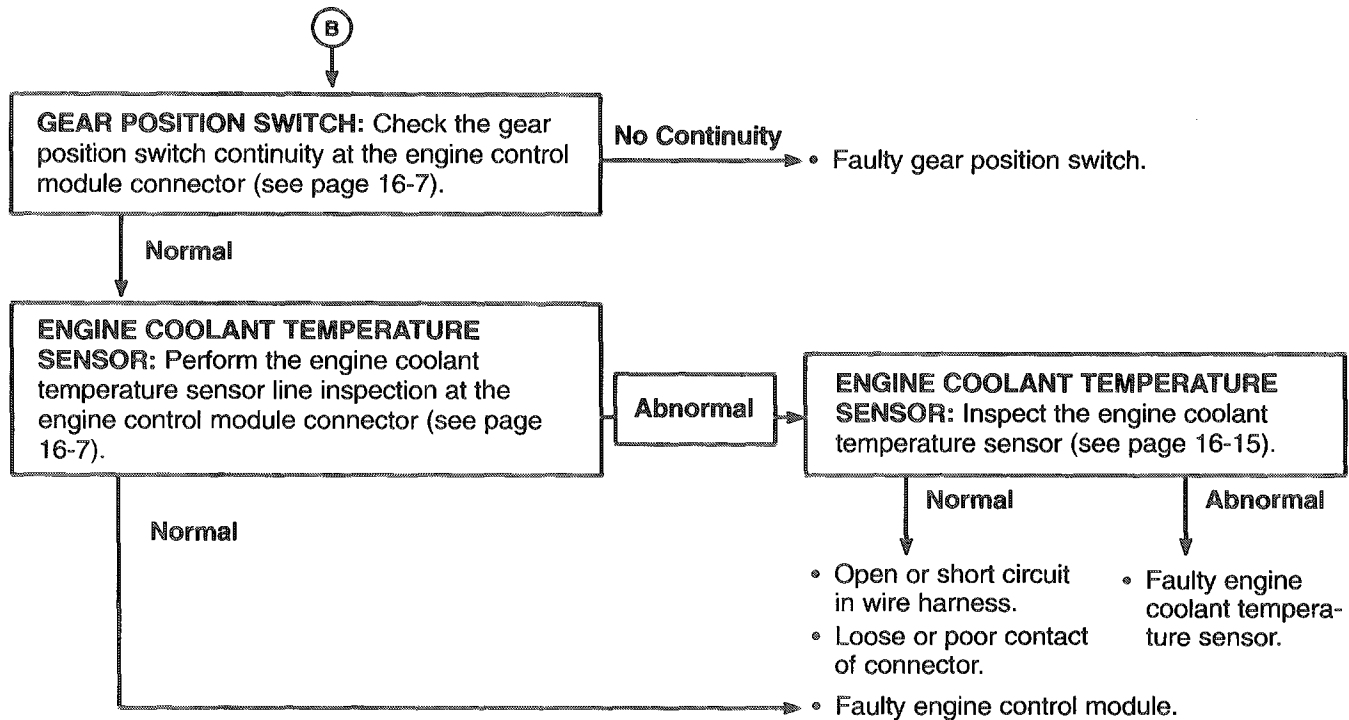 B
GEAR POSITION SWITCH: Check the gear
position switch continuity at the engine control
module connector (see page 16-7).
No Continuity
• Faulty gear position switch.
Normal
ENGINE COOLANT TEMPERATURE
SENSOR: Perform the engine coolant
temperature sensor line inspection at the
engine control module connector (see page
16-7).
Abnormal
ENGINE COOLANT TEMPERATURE
SENSOR: Inspect the engine coolant
temperature sensor (see page 16-15).
Normal
Abnormal
• Open or short circuit
in wire harness.
• Loose or poor contact
of connector.
• Faulty engine
coolant tempera-
ture sensor.
Normal
• Faulty engine control module.